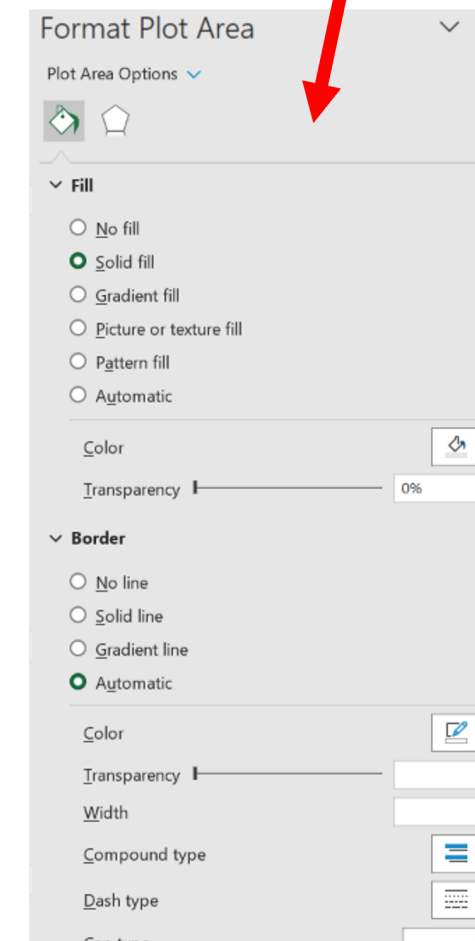 Format Plot Area
Plot Area Options
Fill
No fill
Solid fill
Gradient fill
Picture or texture fill
Pattern fill
Automatic
Color
Transparency 0%
Border
No line
Solid line
Gradient line
Automatic
Color
Transparency
Width
Compound type
Dash type